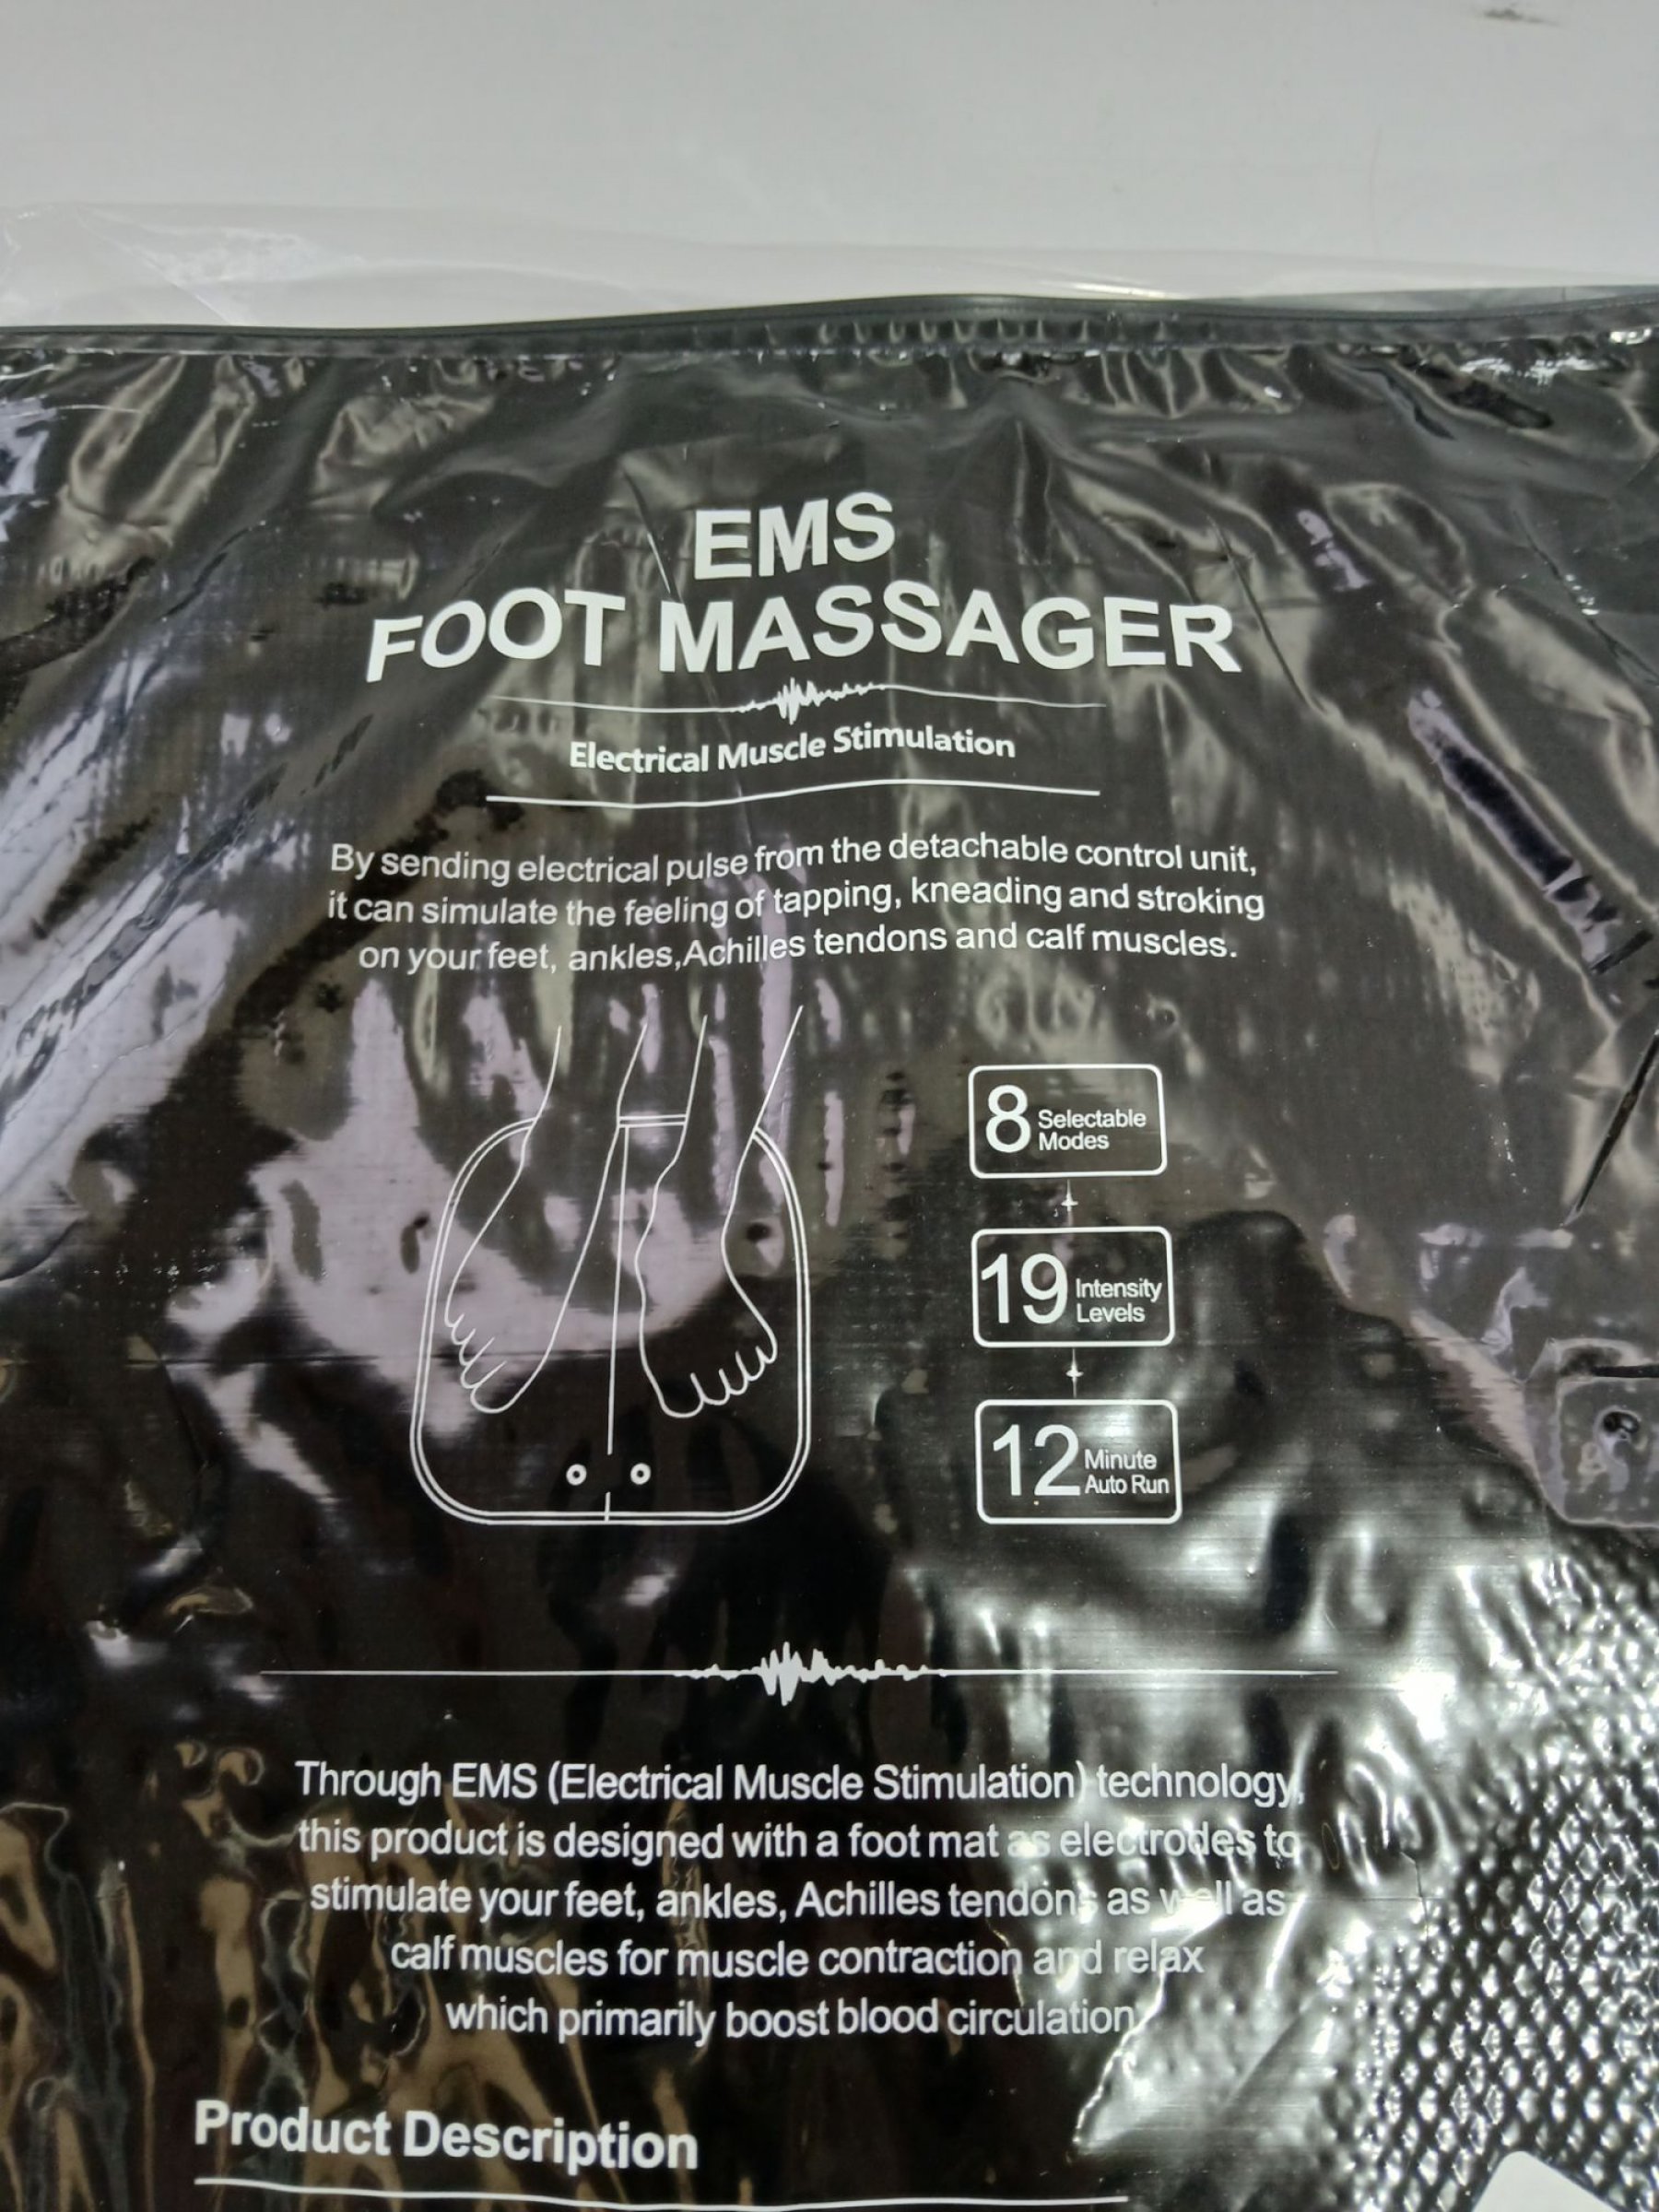 EMS
FOOT MASSAGER
Electrical Muscle Stimulation
By sending electrical pulse from the detachable control unit,
it can simulate the feeling of tapping, kneading and stroking
on your feet, ankles,Achilles tendons and calf muscles.
8 Selectable
Modes
19 Intensity
Levels
12 Minute
Auto Run
Through EMS (Electrical Muscle Stimulation) technology,
this product is designed with a foot mat as electrodes to
stimulate your feet, ankles, Achilles tendons as well as
calf muscles for muscle contraction and relax
which primarily boost blood circulation.
Product Description